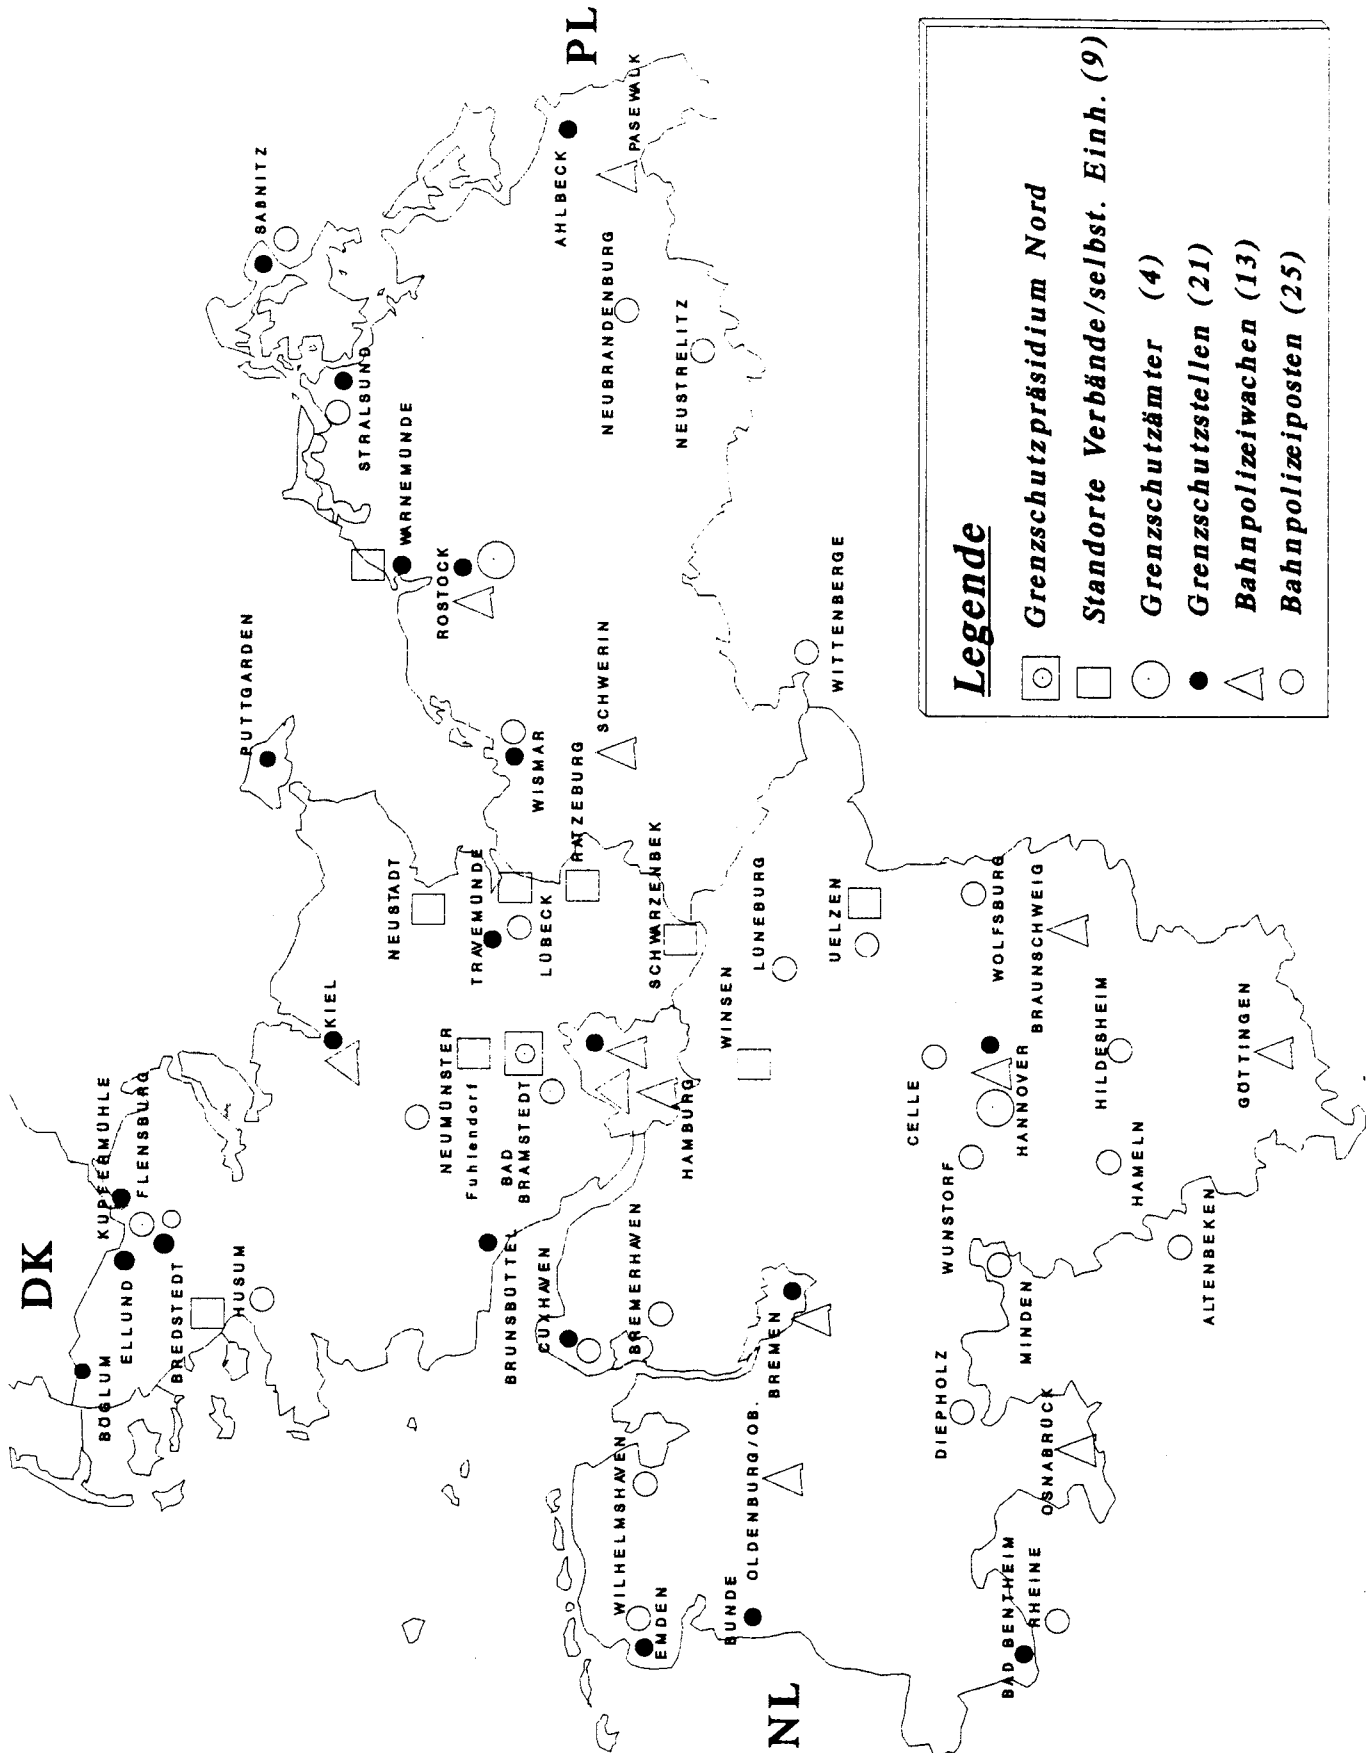 DK
PL
NL
SAßNITZ
STRALSUND
WARNEMÜNDE
ROSTOCK
AHLBECK
PASEWALK
NEUBRANDENBURG
NEUSTRELITZ
PUTTGARDEN
WISMAR
SCHWERIN
RATZEBURG
WITTENBERGE
NEUSTADT
TRAVEMÜNDE
LÜBECK
SCHWARZENBEK
LÜNEBURG
UELZEN
WINSEN
WOLFSBURG
BRAUNSCHWEIG
KIEL
NEUMÜNSTER
Fuhlendorf
BAD
BRAMSTEDT
HAMBURG
CELLE
HANNOVER
HILDESHEIM
GÖTTINGEN
KUPFERMÜHLE
FLENSBURG
ELLUND
BÖGLUM
BREDSTEDT
HUSUM
BRUNSBÜTTEL
CUXHAVEN
BREMERHAVEN
BREMEN
WUNSTORF
HAMELN
MINDEN
ALTENBEKEN
DIEPHOLZ
OSNABRÜCK
WILHELMSHAVEN
OLDENBURG/OB.
EMDEN
BUNDE
BAD BENTHEIM
RHEINE
Legende
Grenzschutzpräsidium Nord
Standorte Verbände/selbst. Einh. (9)
Grenzschutzämter (4)
Grenzschutzstellen (21)
Bahnpolizeiwachen (13)
Bahnpolizeiposten (25)